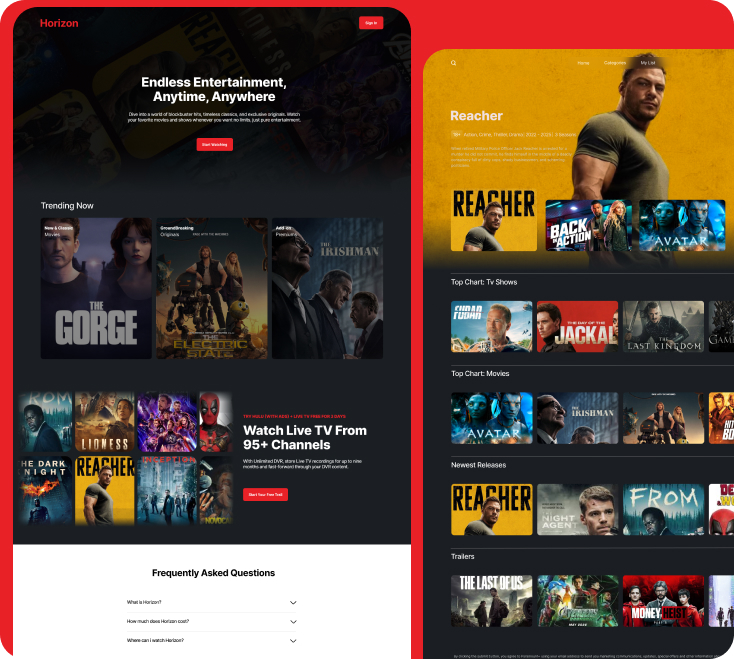 Horizon
Sign In
Endless Entertainment,
Anytime, Anywhere
Dive into a world of blockbuster hits, timeless classics, and exclusive originals. Watch
your favorite movies and shows whenever you want no limits, just pure entertainment.
Start Watching
Trending Now
New & Classic
Movies
THE
GORGE
GroundBreaking
Originals
THE
ELECTRIC
STATE
Add-on
Premiums
THE
IRISHMAN
FROM
LIONESS
HE DARK
NIGHT
REACHER
INCEPTION
95+ Channels
Watch Live TV From
With Unlimited DVR, store Live TV recordings for up to nine
months and fast-forward through your DVR content.
Start Your Free Trail
Frequently Asked Questions
What is Horizon?
How much does Horizon cost?
Where can i watch Horizon?
Home
Categories
My List
Reacher
REACHER
BACK
IN
ACTION
AVATAR
Top Chart: Tv Shows
THE DAY OF THE
JACKAL
THE
LAST KINGDOM
Top Chart: Movies
AVATAR
THE
IRISHMAN
Newest Releases
REACHER
THE
NIGHT
AGENT
FROM
Trailers
THE LAST OF US
MAY 2026
MONEY HEIST